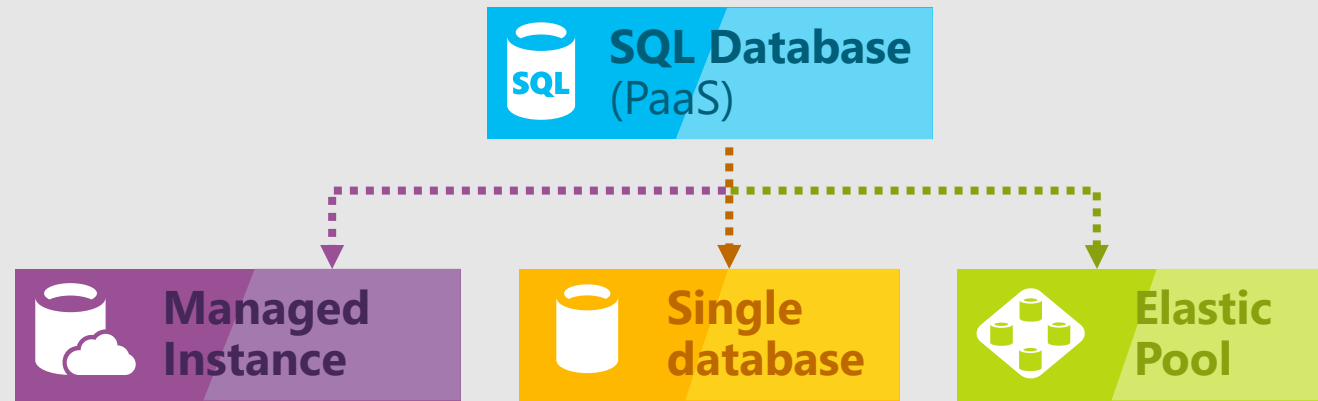 SQL
SQL Database
(PaaS)
Managed
Instance
Single
database
Elastic
Pool